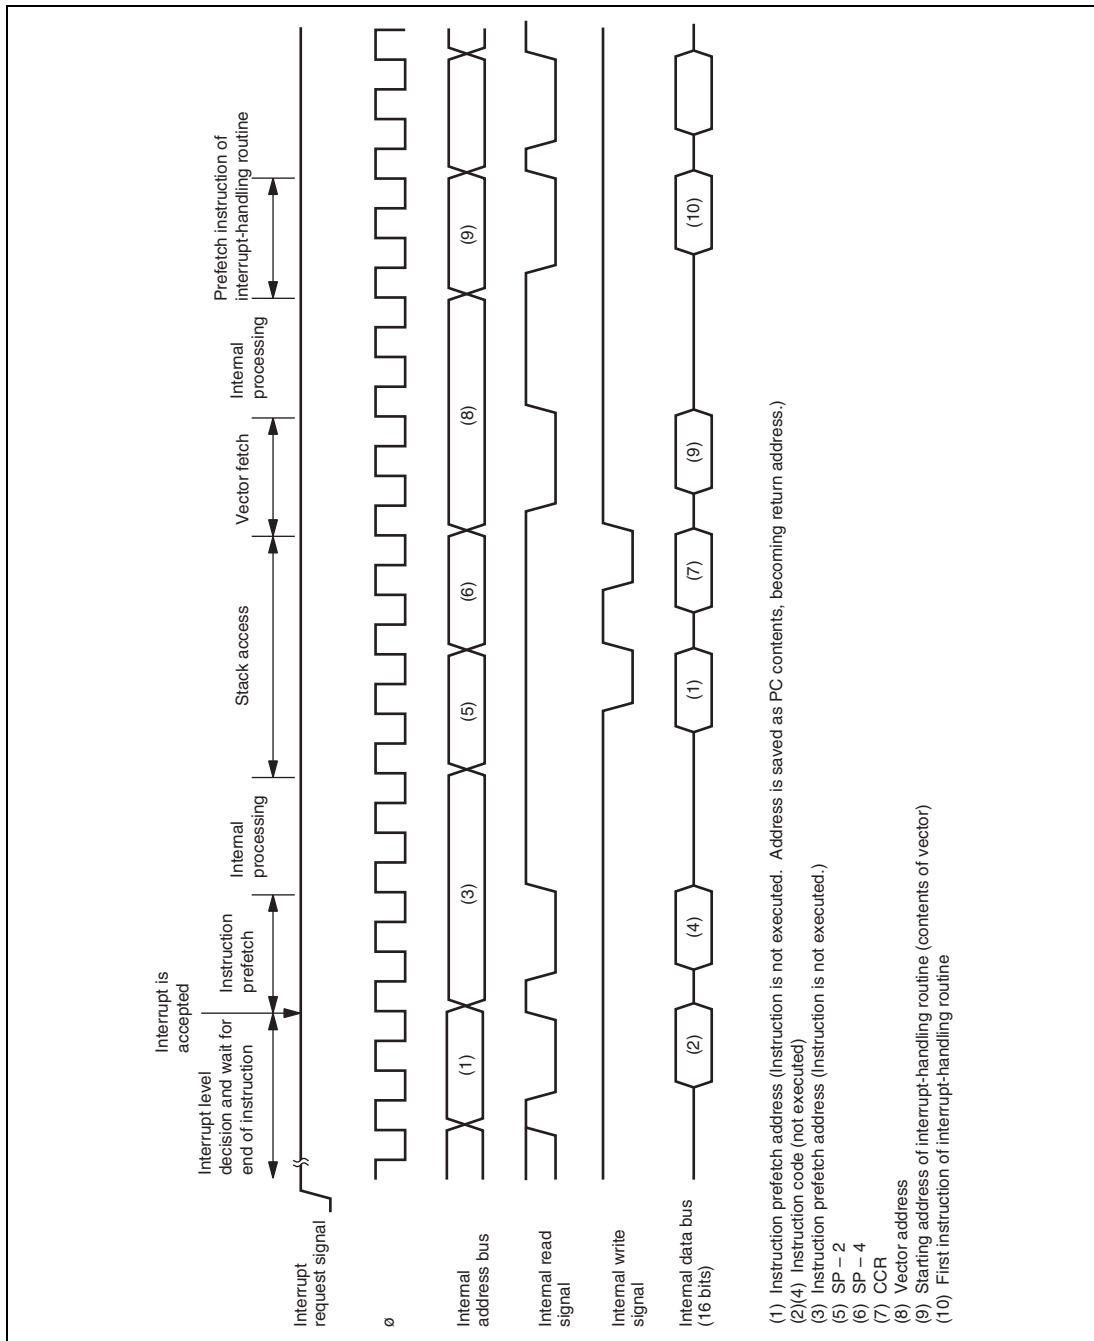 Interrupt is
accepted
Interrupt level
decision and wait for
end of instruction
Instruction
prefetch
Internal
processing
Stack access
Vector fetch
Internal
processing
Prefetch instruction of
interrupt-handling routine
Interrupt
request signal
ø
Internal
address bus
(1)
(3)
(5)
(6)
(8)
(9)
Internal read
signal
Internal write
signal
Internal data bus
(16 bits)
(2)
(4)
(1)
(7)
(9)
(10)
(1) Instruction prefetch address (Instruction is not executed. Address is saved as PC contents, becoming return address.)
(2)(4) Instruction code (not executed)
(3) Instruction prefetch address (Instruction is not executed.)
(5) SP – 2
(6) SP – 4
(7) CCR
(8) Vector address
(9) Starting address of interrupt-handling routine (contents of vector)
(10) First instruction of interrupt-handling routine